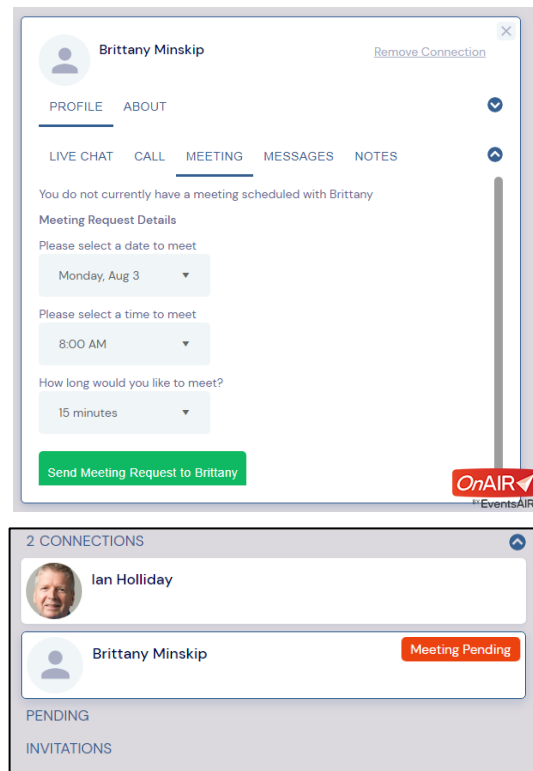 Brittany Minskip
Remove Connection
PROFILE ABOUT
LIVE CHAT CALL MEETING MESSAGES NOTES
You do not currently have a meeting scheduled with Brittany
Meeting Request Details
Please select a date to meet
Monday, Aug 3
Please select a time to meet
8:00 AM
How long would you like to meet?
15 minutes
Send Meeting Request to Brittany
OnAIR
BY EventsAIR
2 CONNECTIONS
Ian Holliday
Brittany Minskip
Meeting Pending
PENDING
INVITATIONS